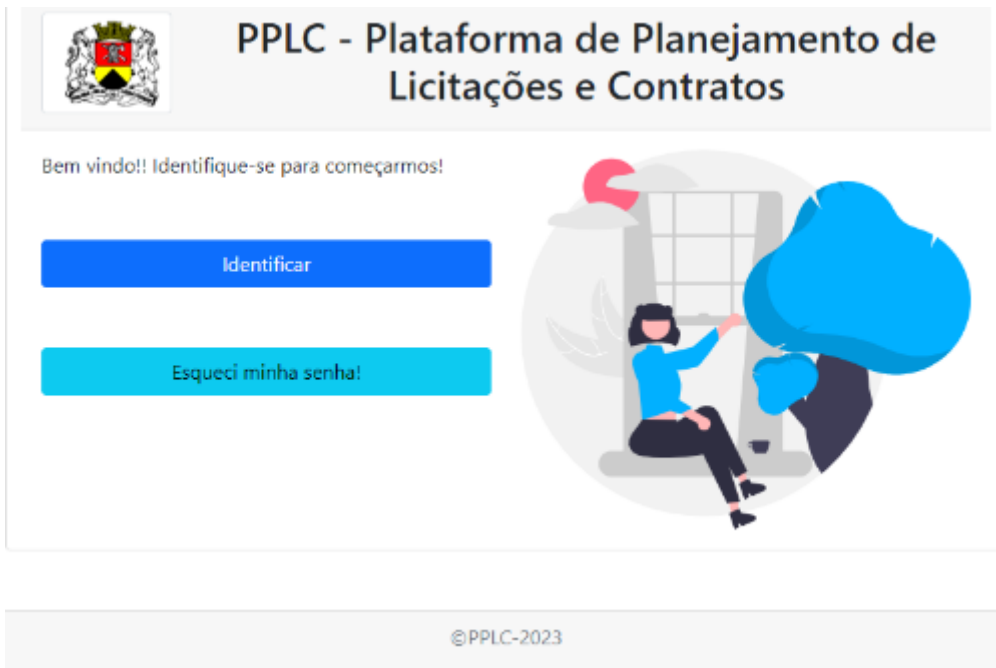 PPLC - Plataforma de Planejamento de
Licitações e Contratos
Bem vindo!! Identifique-se para começarmos!
Identificar
Esqueci minha senha!
©PPLC-2023